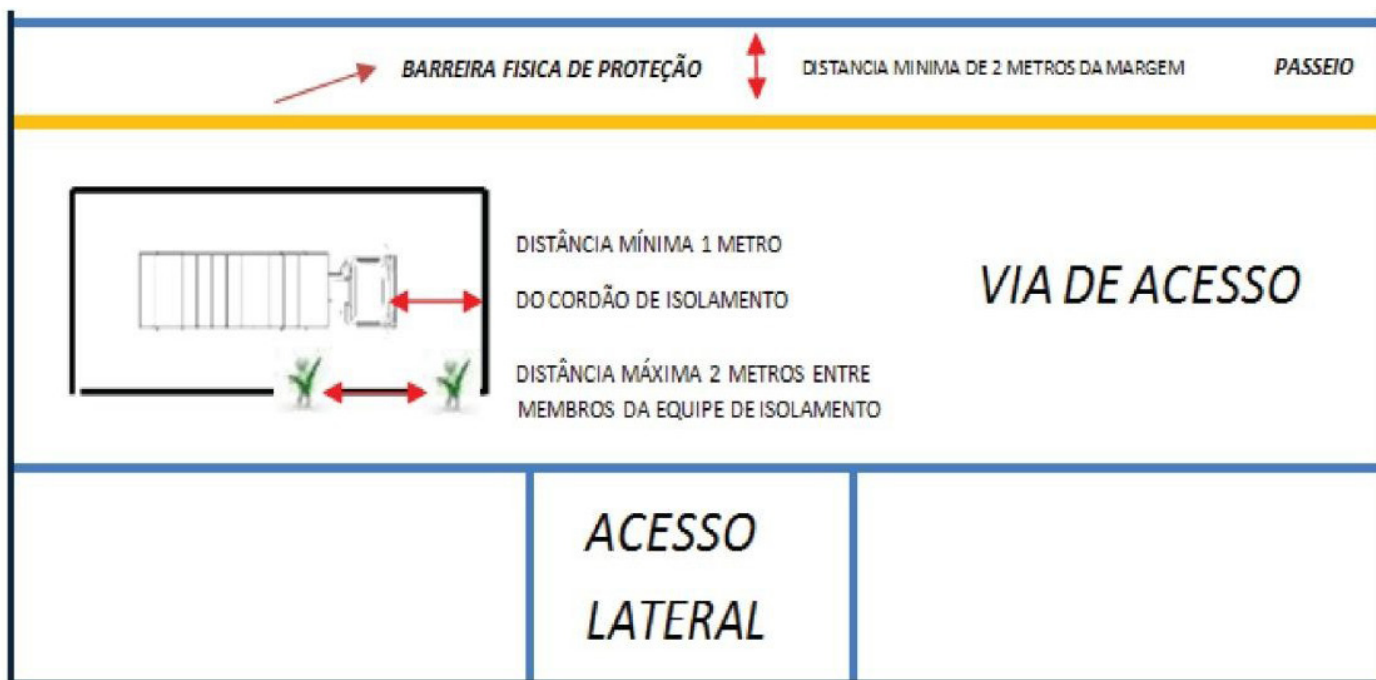 BARREIRA FISICA DE PROTEÇÃO
DISTANCIA MINIMA DE 2 METROS DA MARGEM
PASSEIO
DISTÂNCIA MÍNIMA 1 METRO
DO CORDÃO DE ISOLAMENTO
VIA DE ACESSO
DISTÂNCIA MÁXIMA 2 METROS ENTRE
MEMBROS DA EQUIPE DE ISOLAMENTO
ACESSO
LATERAL